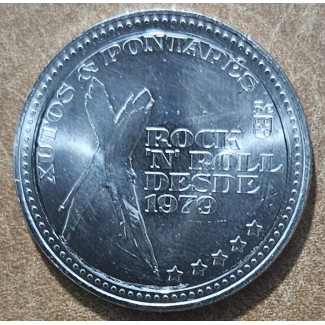 XUTOS & PONTAPÉS
ROCK
'N' ROLL
DESDE
1979